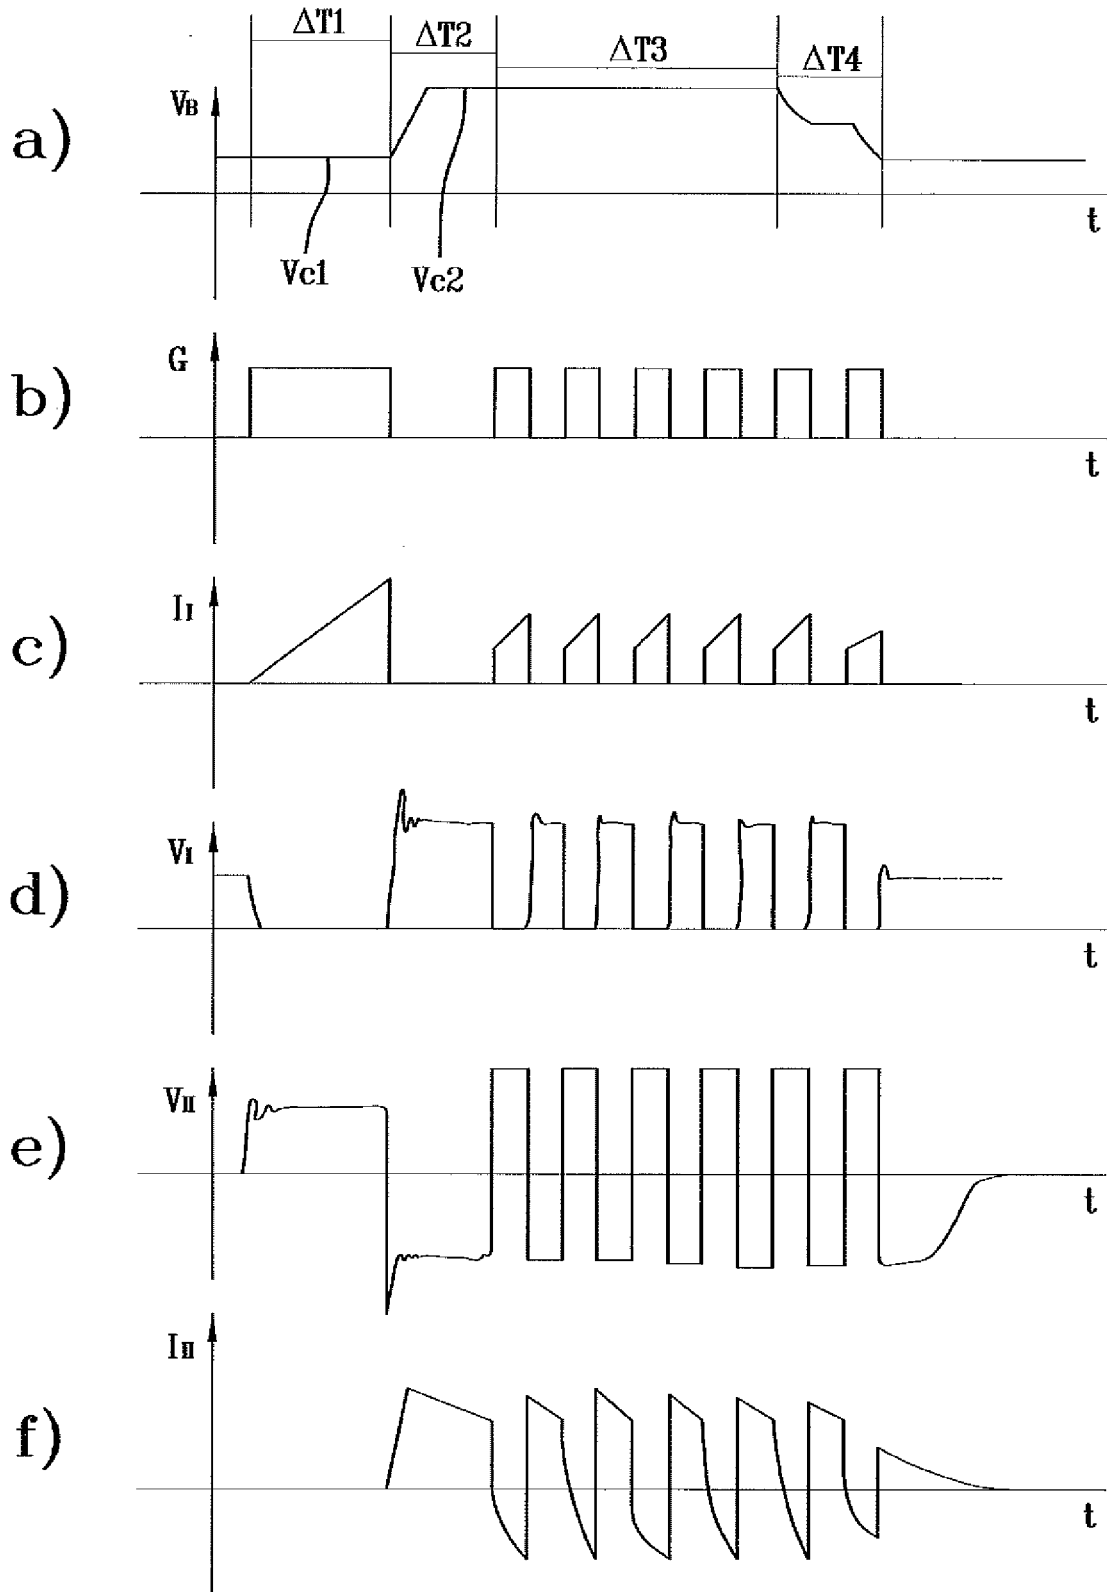 ΔT1 ΔT2 ΔT3 ΔT4
a) VB
t
Vc1 Vc2
b) G
t
c) II
t
d) VI
t
e) VII
t
f) III
t